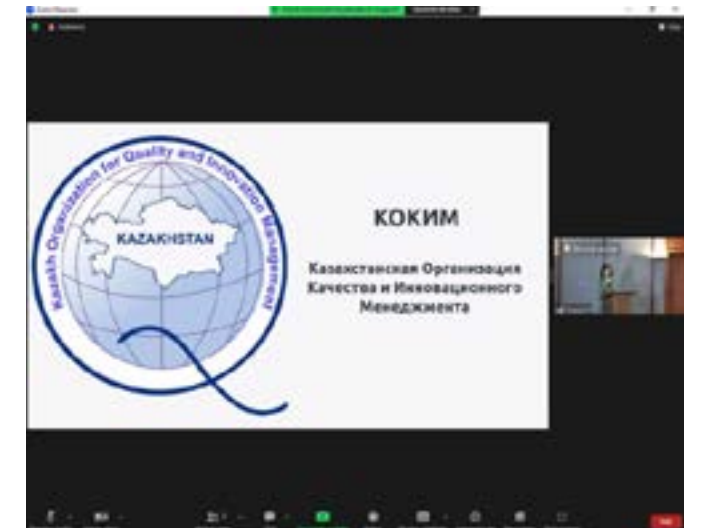 Kazakh Organization for Quality and Innovation Management
KAZAKHSTAN
КОКИМ
Казахстанская Организация
Качества и Инновационного
Менеджмента